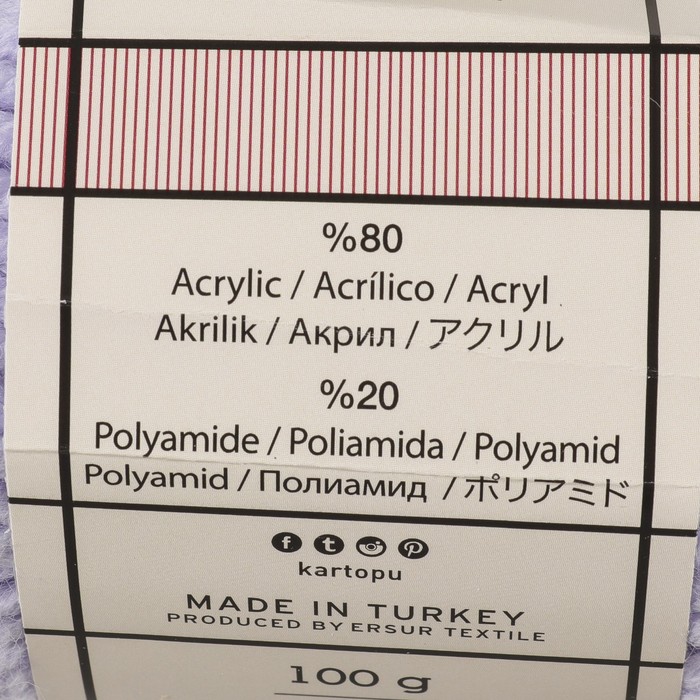 %80
Acrylic / Acrílico / Acryl
Akrilik / Акрил / アクリル
%20
Polyamide / Poliamida / Polyamid
Polyamid / Полиамид / ポリアミド
kartopu
MADE IN TURKEY
PRODUCED BY ERSUR TEXTILE
100 g